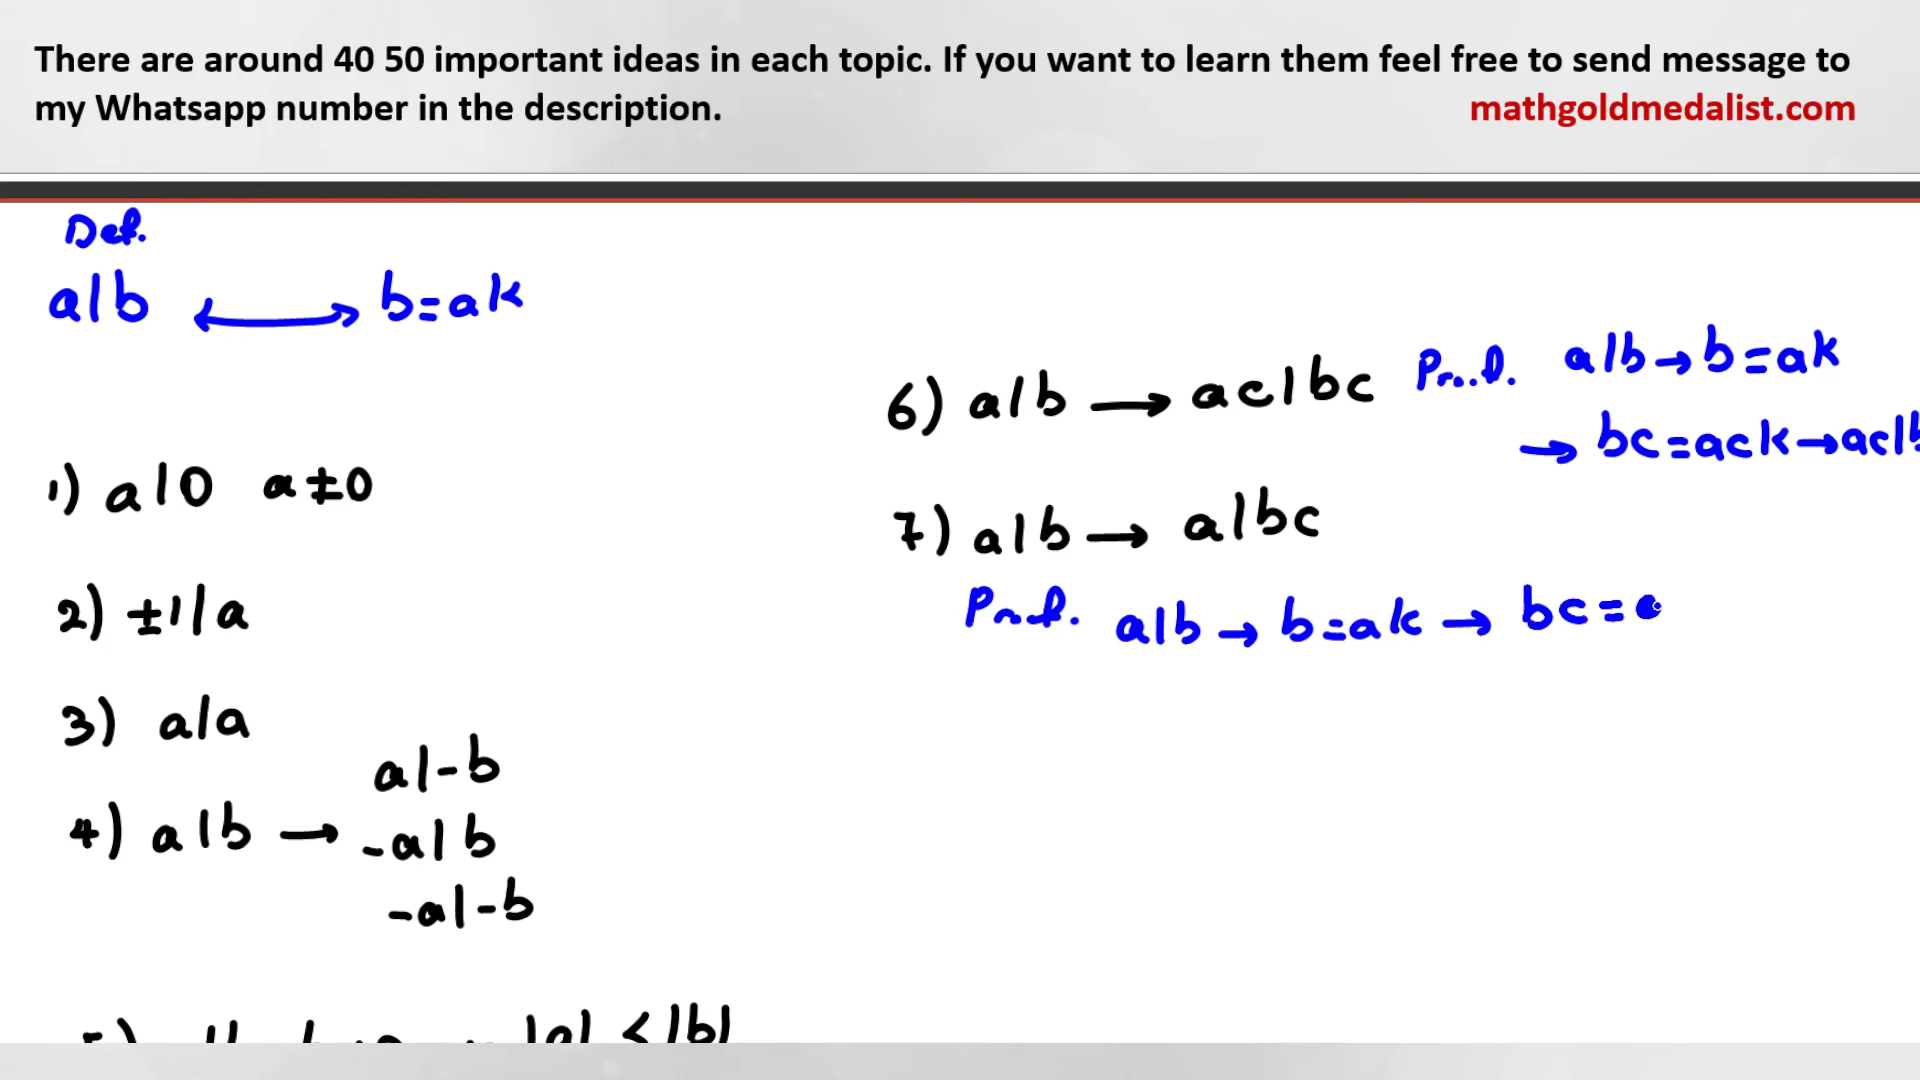 There are around 40 50 important ideas in each topic. If you want to learn them feel free to send message to
my Whatsapp number in the description. mathgoldmedalist.com
Def.
a|b ⟷ b=ak
1) a|0 a≠0
2) ±1|a
3) a|a
4) a|b → a|-b
-a|b
-a|-b
|a| ≤ |b|
6) a|b → ac|bc Proof. a|b → b=ak
→ bc=ack→ac|b
7) a|b → a|bc
Proof. a|b → b=ak → bc=